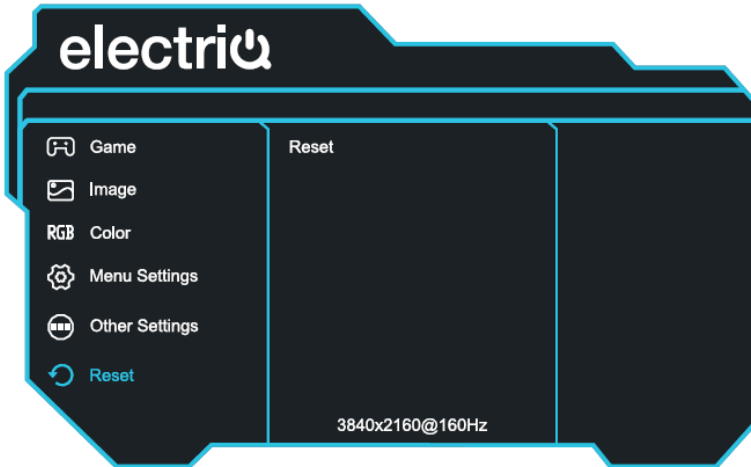 electriQ
Game
Image
RGB Color
Menu Settings
Other Settings
Reset
Reset
3840x2160@160Hz